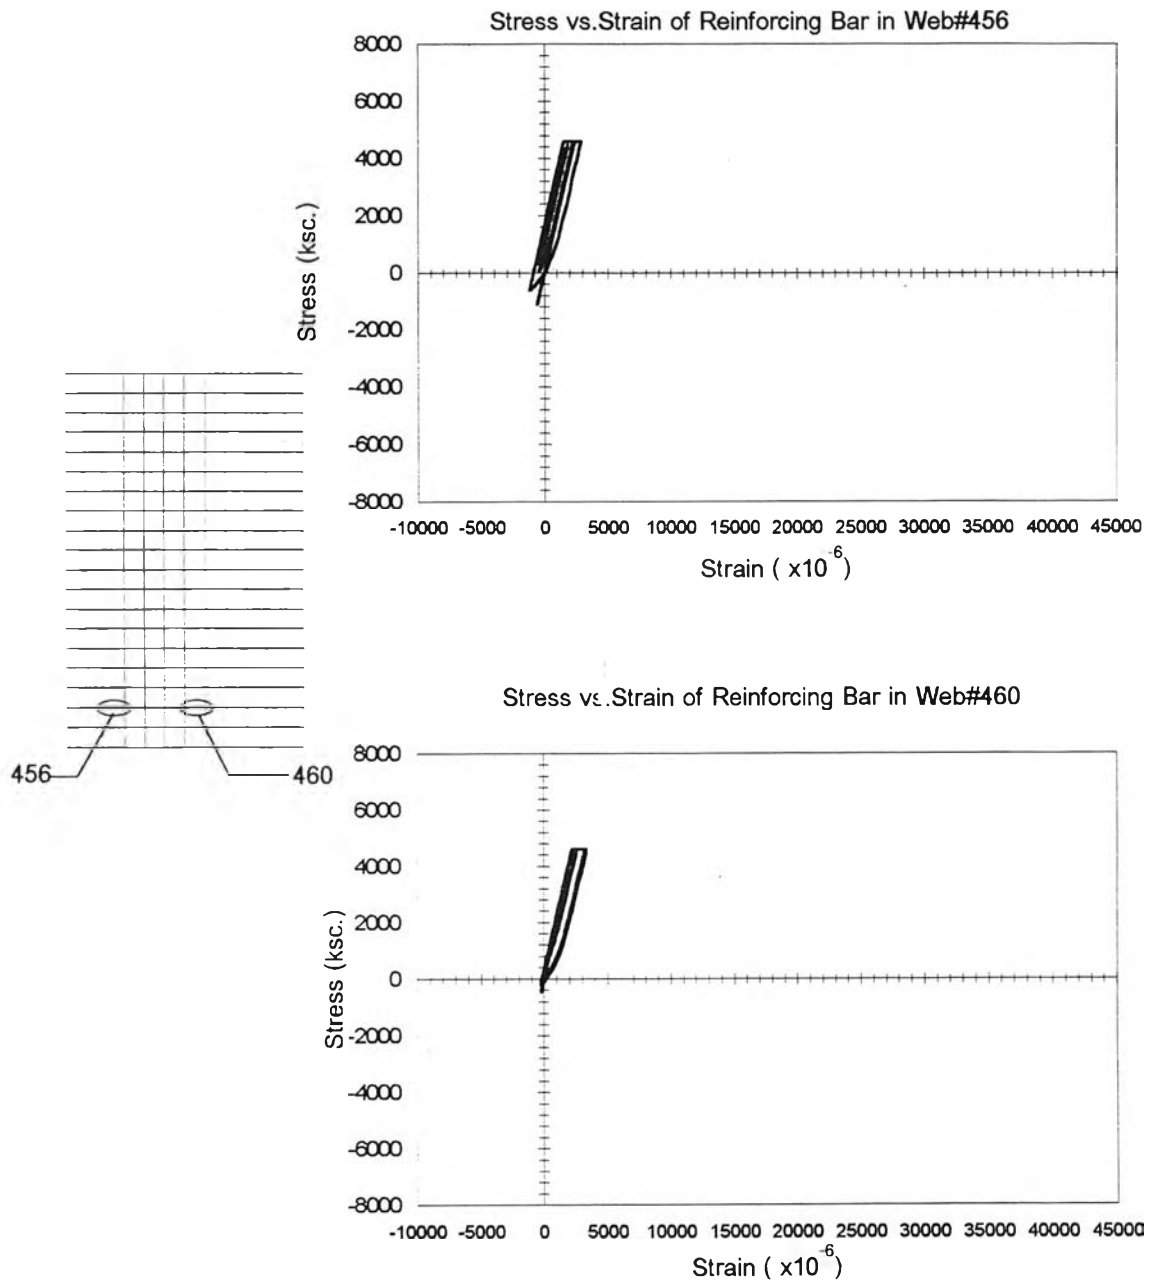 Stress vs.Strain of Reinforcing Bar in Web#456
8000
6000
4000
2000
0
-2000
-4000
-6000
-8000
Stress (ksc.)
-10000 -5000 0 5000 10000 15000 20000 25000 30000 35000 40000 45000
Strain ( x10-6)
456
460
Stress vs.Strain of Reinforcing Bar in Web#460
8000
6000
4000
2000
0
-2000
-4000
-6000
-8000
Stress (ksc.)
-10000 -5000 0 5000 10000 15000 20000 25000 30000 35000 40000 45000
Strain ( x10-6)